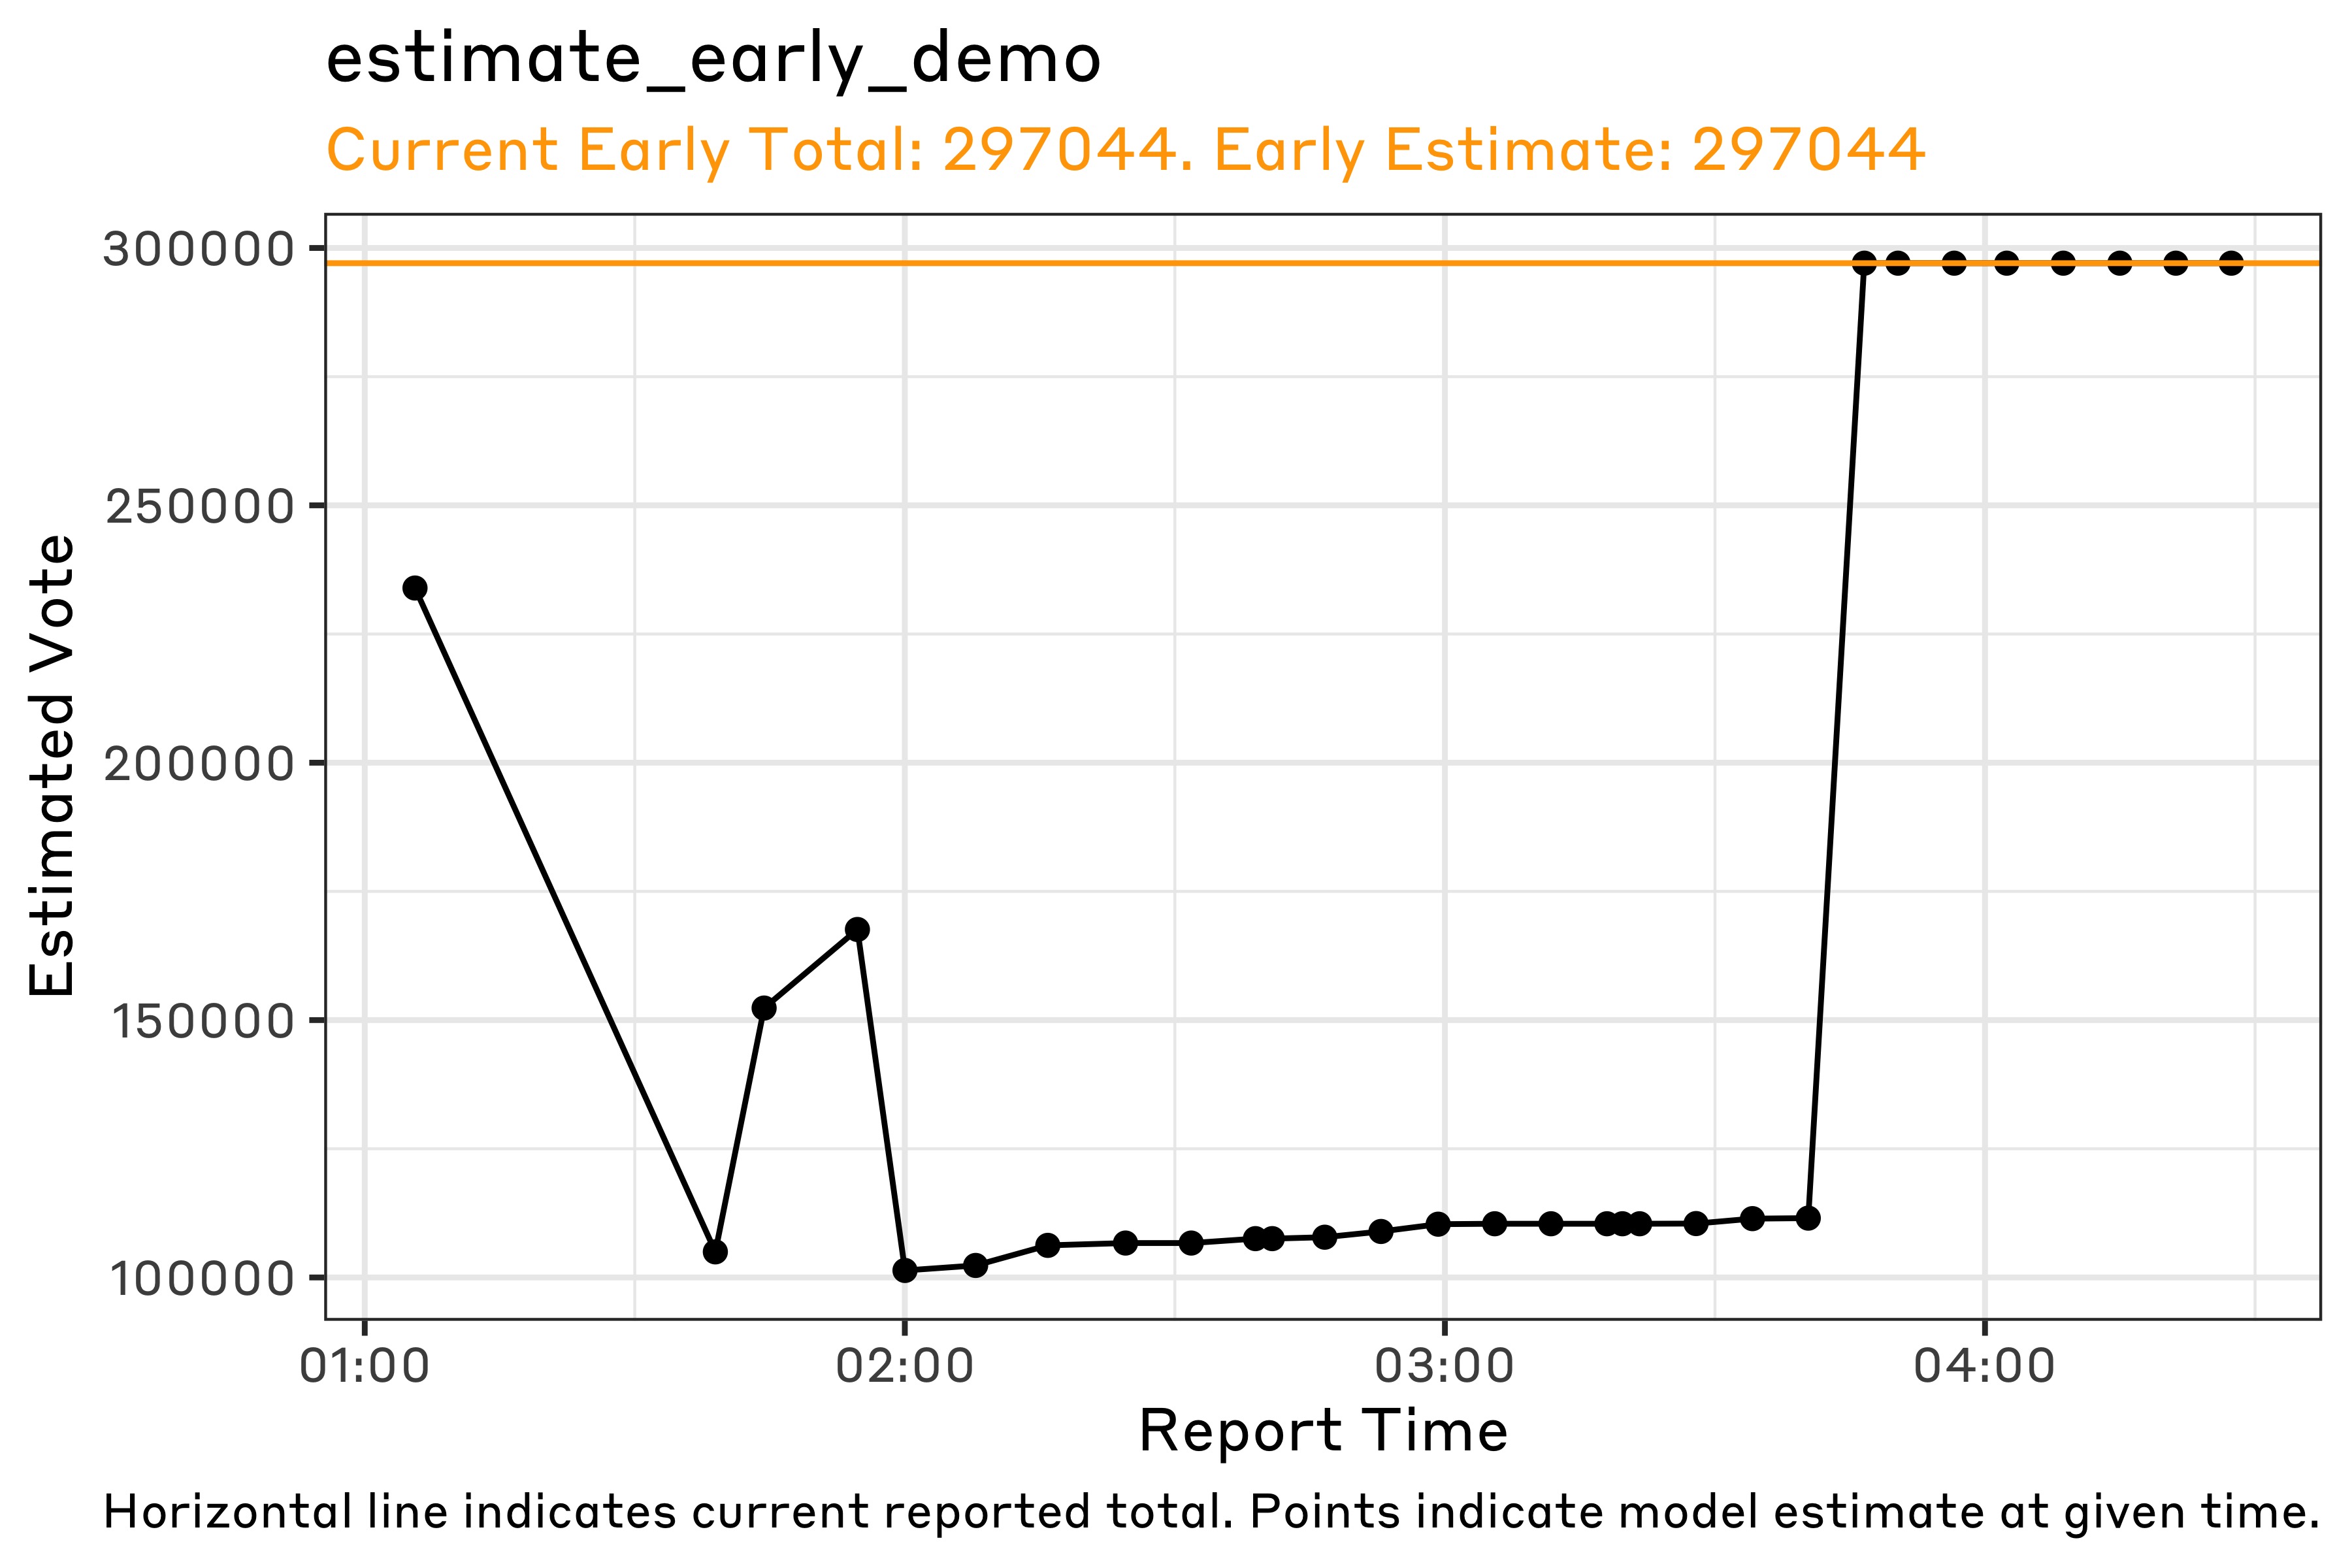 estimate_early_demo
Current Early Total: 297044. Early Estimate: 297044
300000
250000
200000
150000
100000
Estimated Vote
01:00 02:00 03:00 04:00
Report Time
Horizontal line indicates current reported total. Points indicate model estimate at given time.